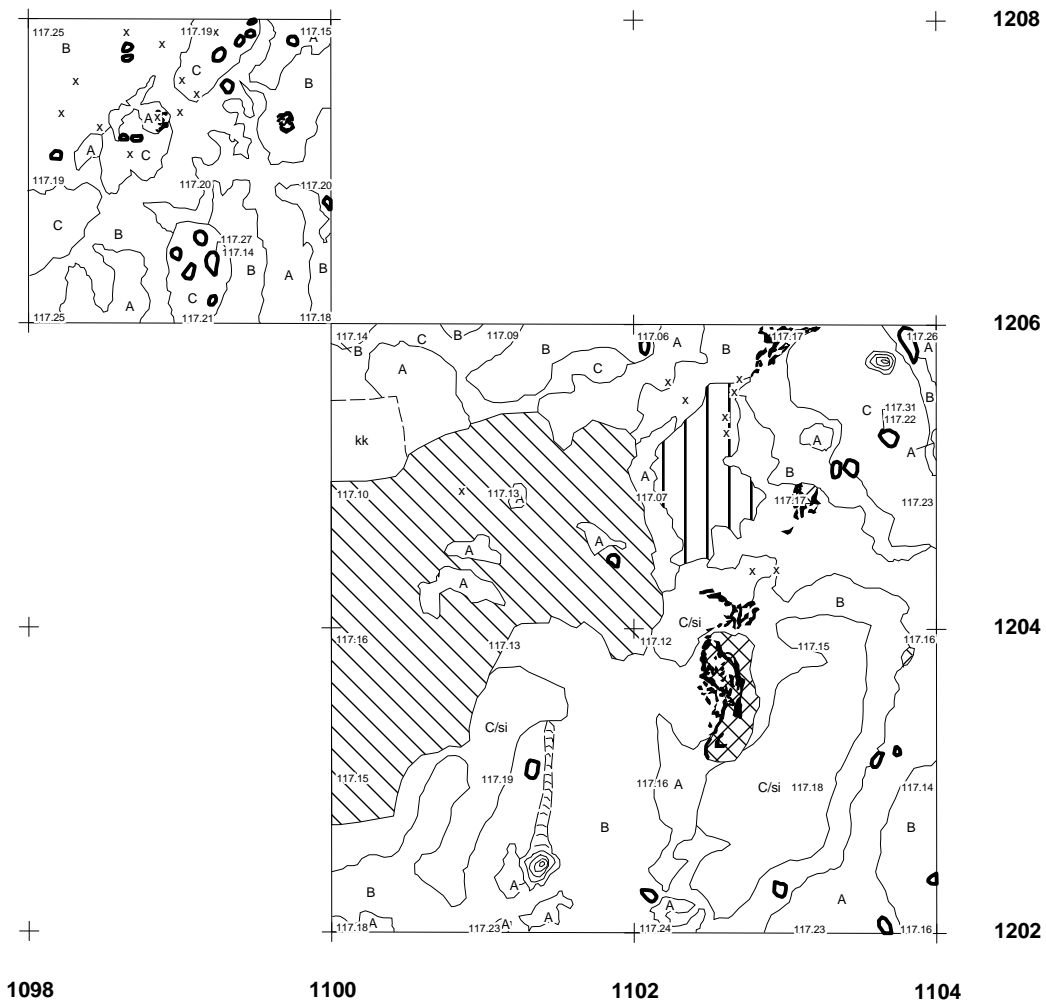 1208
117.25 x 117.19 x 117.15
B x A
C
x x B
x
x A x x
x
A x C
117.19 117.20 117.20
C B
117.27
117.14
B A B
A C
117.25 117.21 117.18
1206
117.14 C B 117.09 117.06 A 117.17 117.26
B B B A
A C
x x
x x B
C 117.31
x 117.22
kk x A
A
A B
117.10 x 117.13 A 117.07 117.17 117.23
A
A
x x
A
B
C/si 1204
117.16 117.13 117.12 117.15 117.16
C/si
117.15 117.19 117.16 A C/si 117.18 117.14
B B
A
B A A
117.18 A 117.23 A A 117.24 117.23 117.16
1202
1098 1100 1102 1104